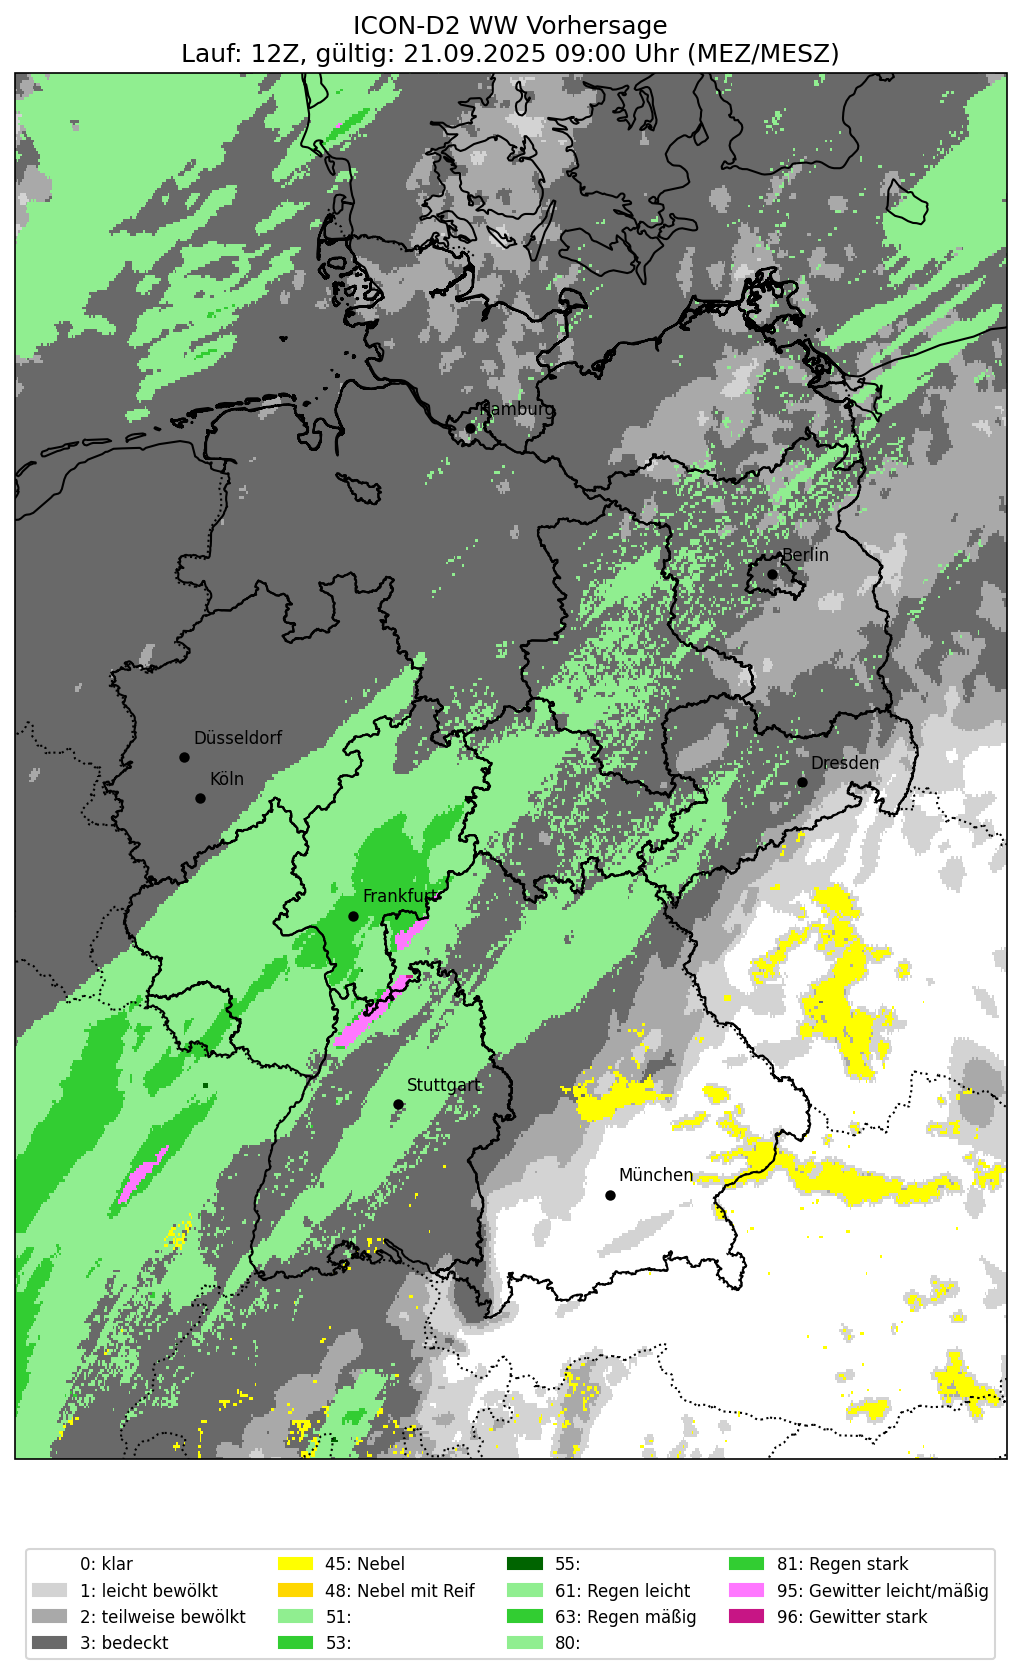 ICON-D2 WW Vorhersage
Lauf: 12Z, gültig: 21.09.2025 09:00 Uhr (MEZ/MESZ)
Hamburg
Berlin
Düsseldorf
Köln
Dresden
Frankfurt
Stuttgart
München
0: klar
1: leicht bewölkt
2: teilweise bewölkt
3: bedeckt
45: Nebel
48: Nebel mit Reif
51:
53:
55:
61: Regen leicht
63: Regen mäßig
80:
81: Regen stark
95: Gewitter leicht/mäßig
96: Gewitter stark